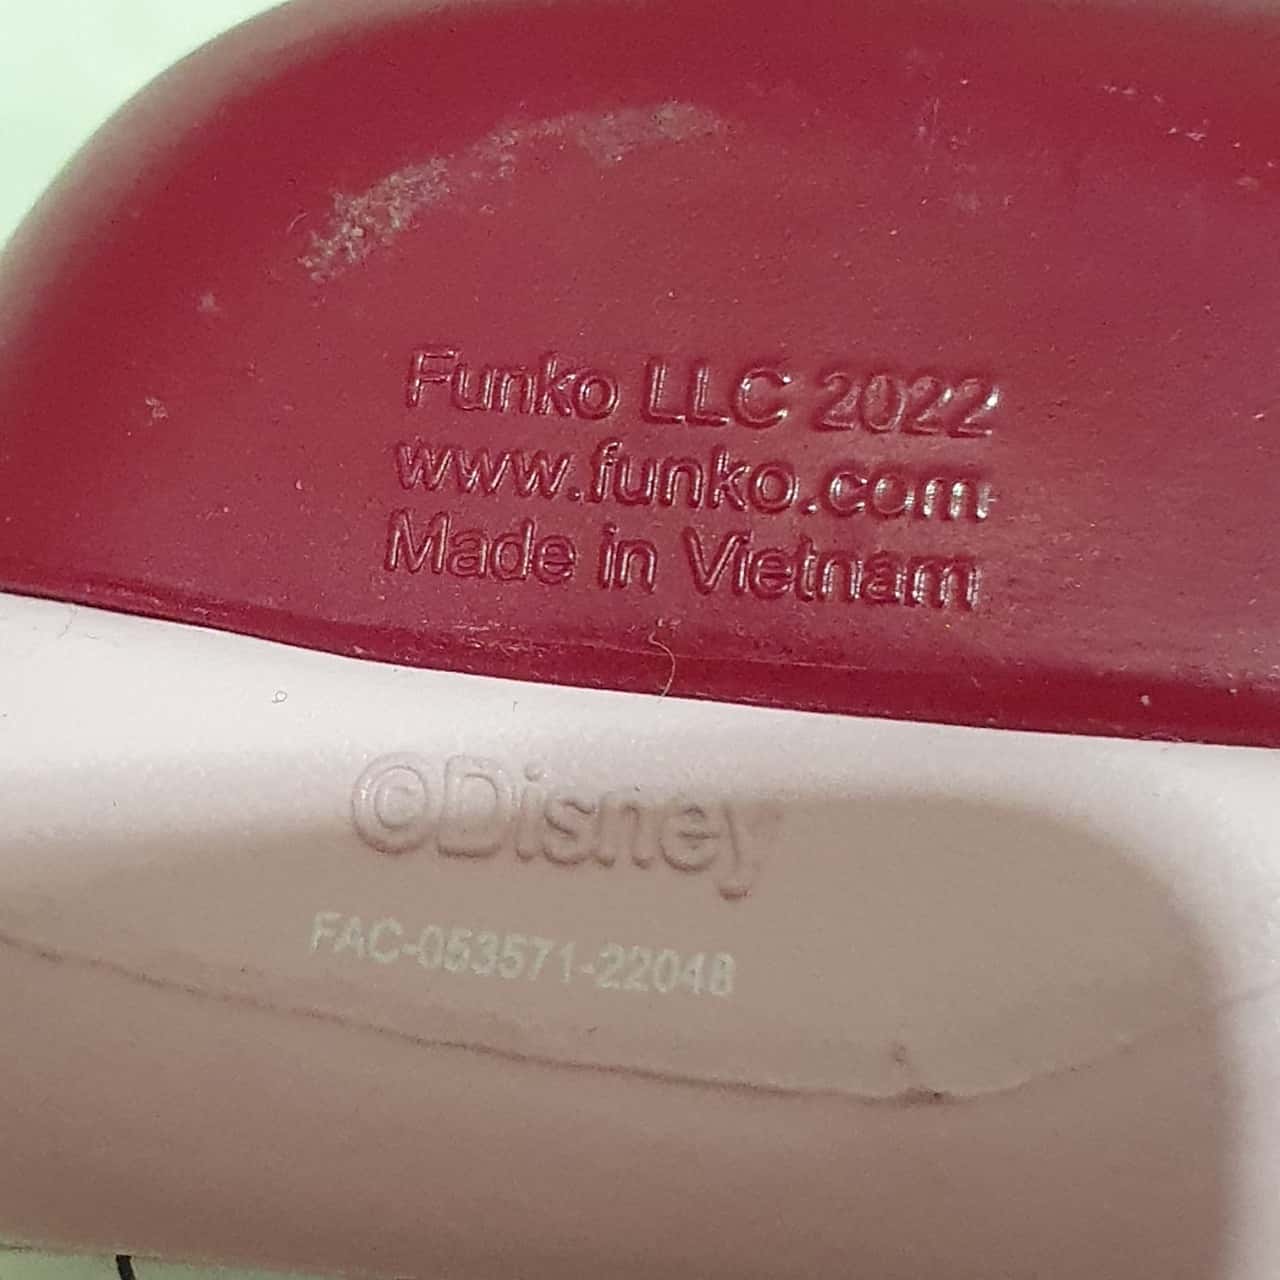 Funko LLC 2022
www.funko.com
Made in Vietnam
©Disney
FAC-053571-22048